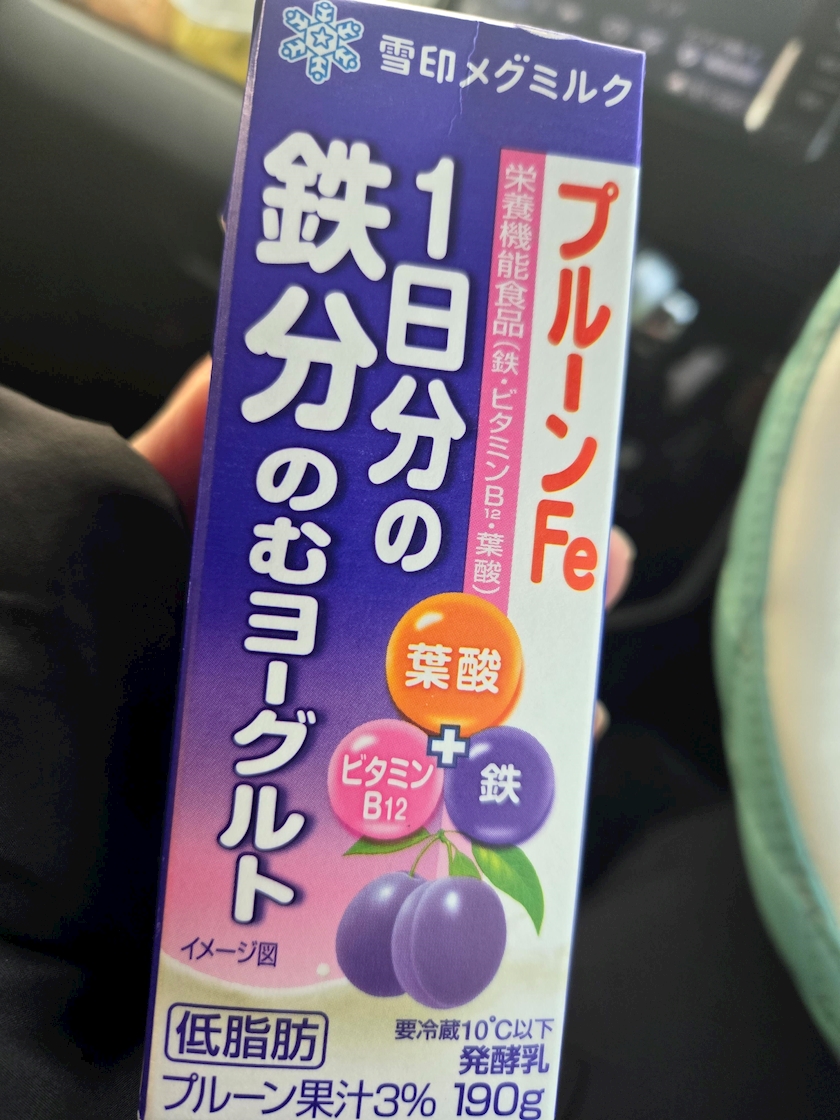 雪印メグミルク
プルーンFe
栄養機能食品(鉄・ビタミンB12・葉酸)
1日分の
鉄分のむヨーグルト
葉酸
+
ビタミン
B12
鉄
イメージ図
低脂肪
要冷蔵10℃以下
発酵乳
プルーン果汁3% 190g